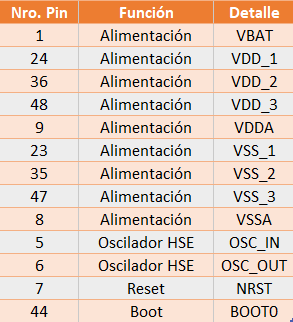 Nro. Pin Función Detalle
1 Alimentación VBAT
24 Alimentación VDD_1
36 Alimentación VDD_2
48 Alimentación VDD_3
9 Alimentación VDDA
23 Alimentación VSS_1
35 Alimentación VSS_2
47 Alimentación VSS_3
8 Alimentación VSSA
5 Oscilador HSE OSC_IN
6 Oscilador HSE OSC_OUT
7 Reset NRST
44 Boot BOOT0